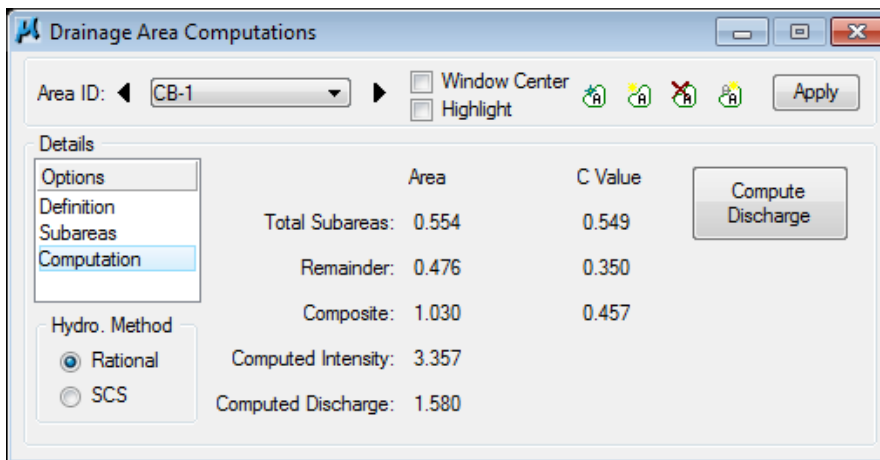 Drainage Area Computations
Area ID: CB-1 Window Center
Highlight
Apply
Details
Options
Definition
Subareas
Computation
Area C Value
Total Subareas: 0.554 0.549
Remainder: 0.476 0.350
Composite: 1.030 0.457
Computed Intensity: 3.357
Computed Discharge: 1.580
Compute
Discharge
Hydro. Method
Rational
SCS